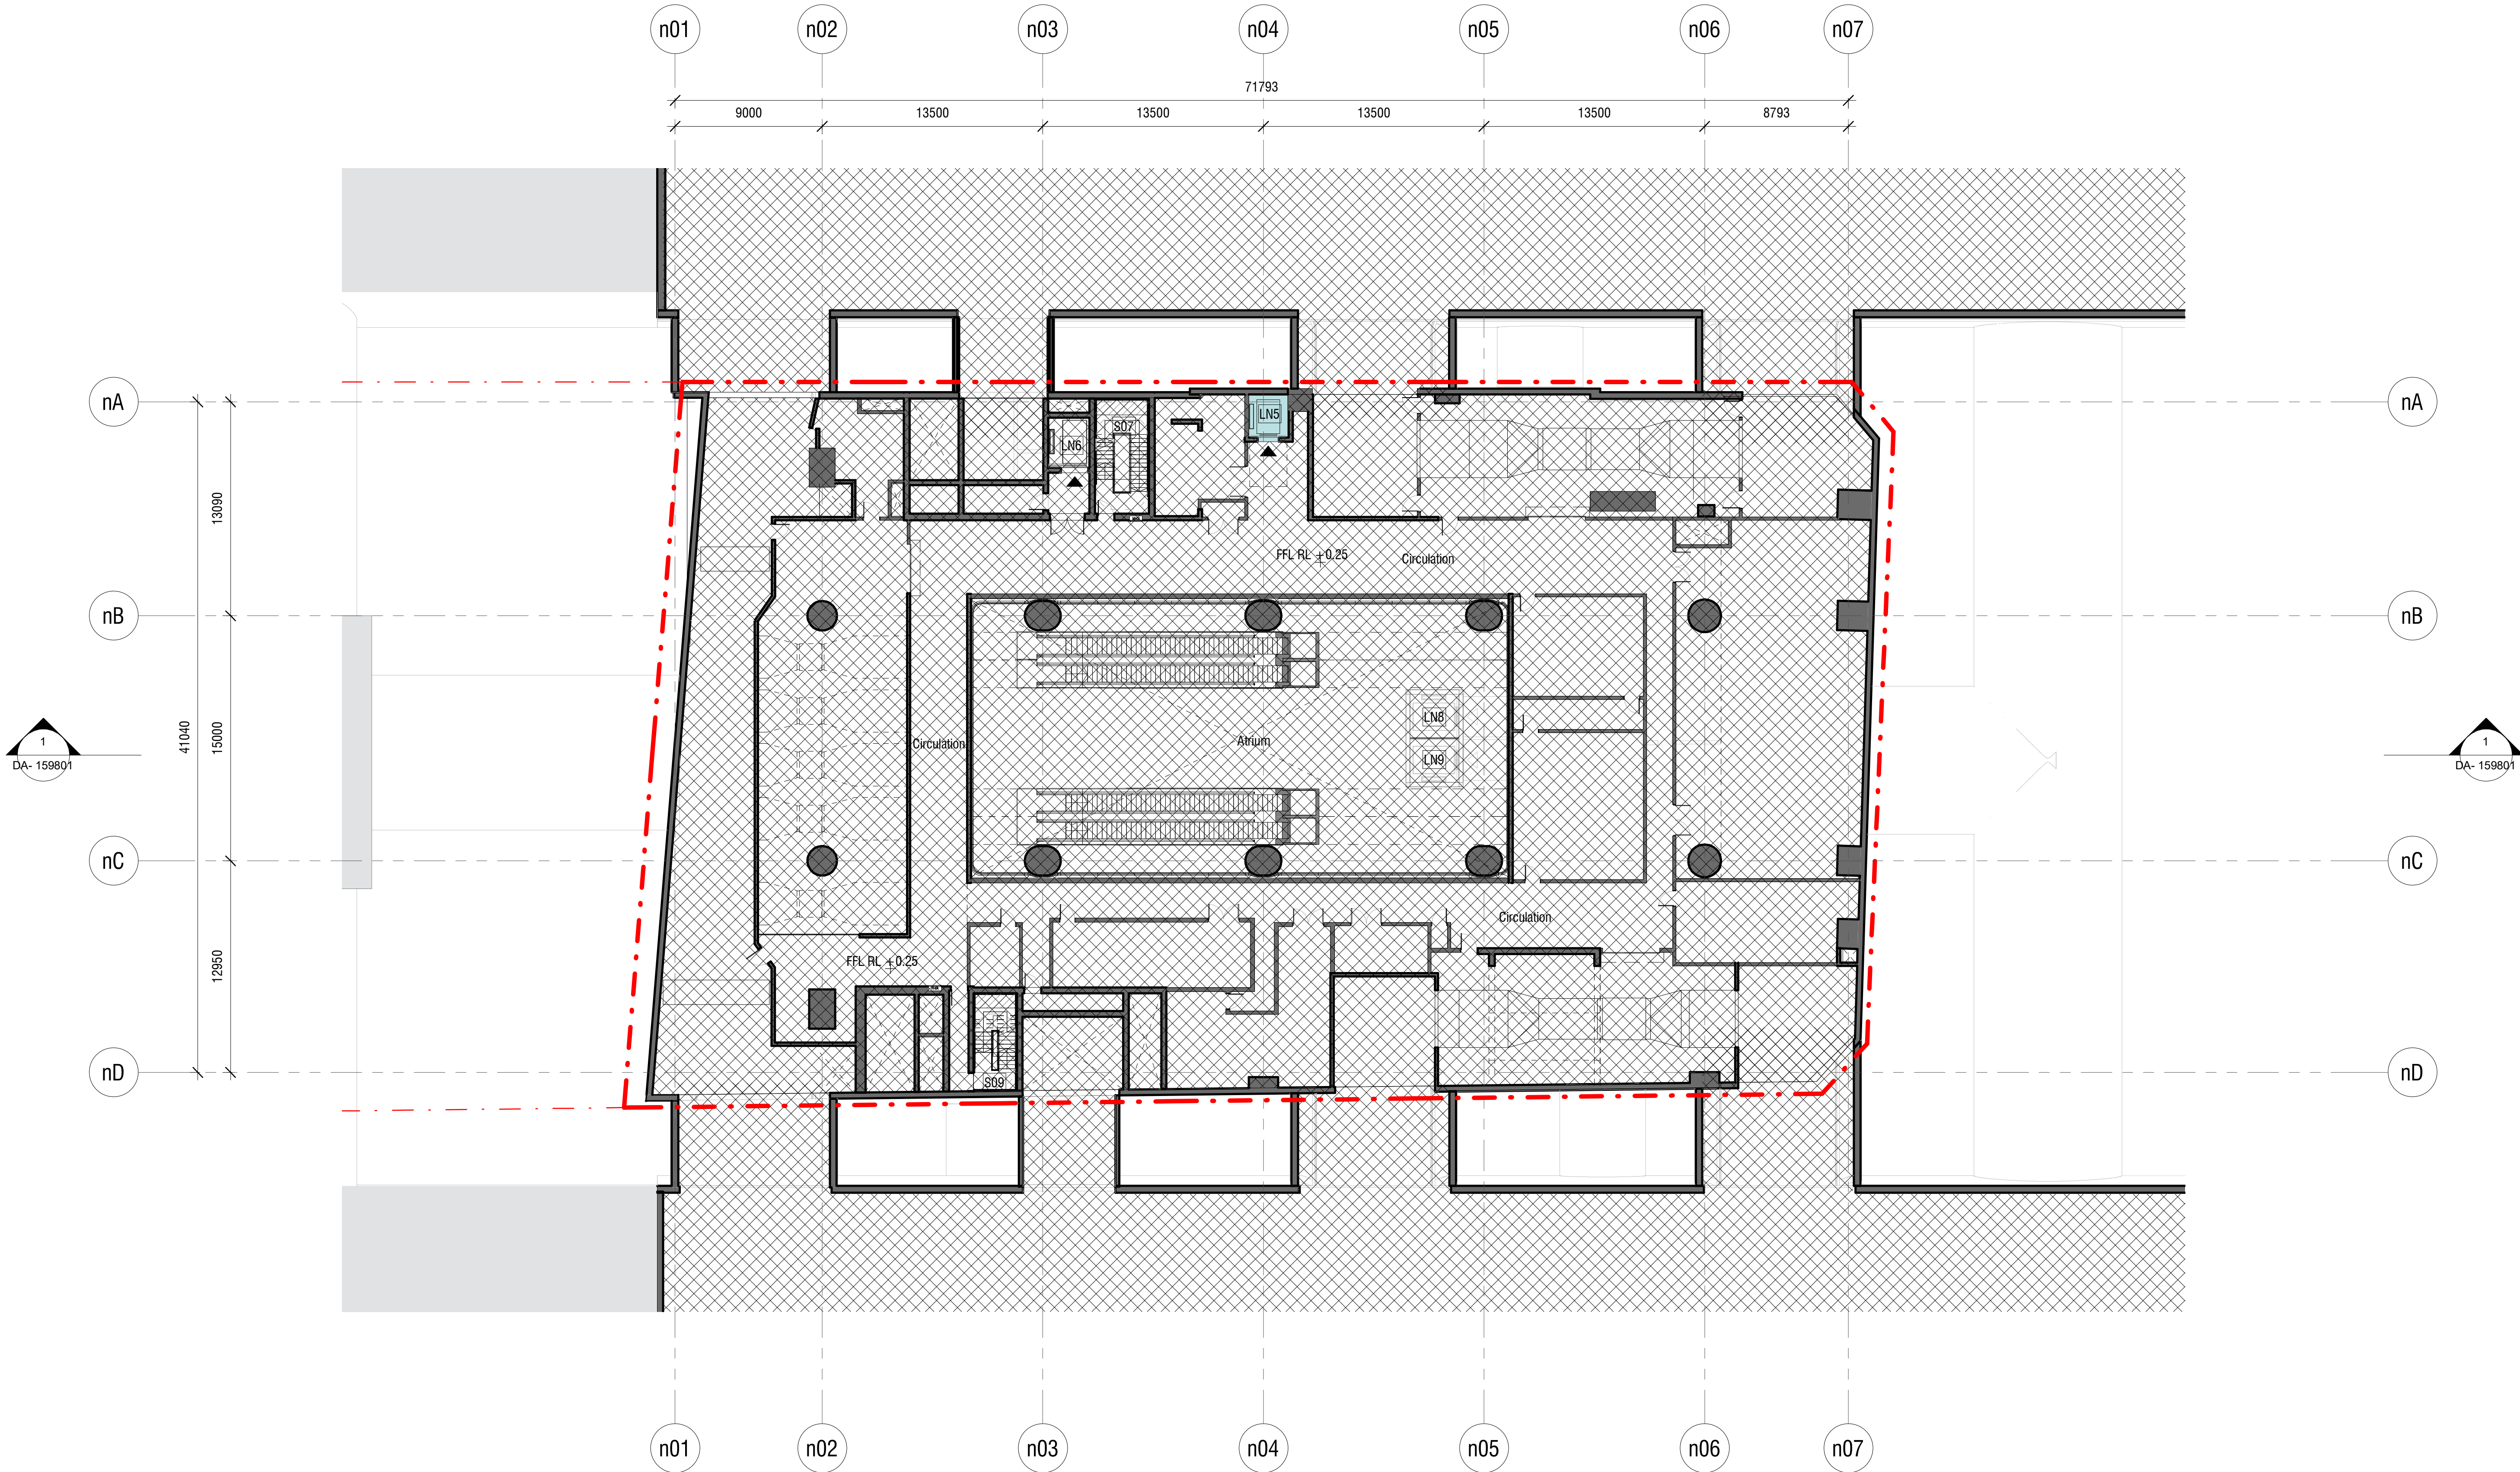 n01 n02 n03 n04 n05 n06 n07
71793
9000 13500 13500 13500 13500 8793
nA nA
LN5
S07
LN6
13090
FFL RL +0.25 Circulation
nB nB
LN8
41040 15000 Circulation Atrium
LN9
1 1
DA- 159801 DA- 159801
nC nC
Circulation
12950 FFL RL +0.25
nD nD
S09
n01 n02 n03 n04 n05 n06 n07